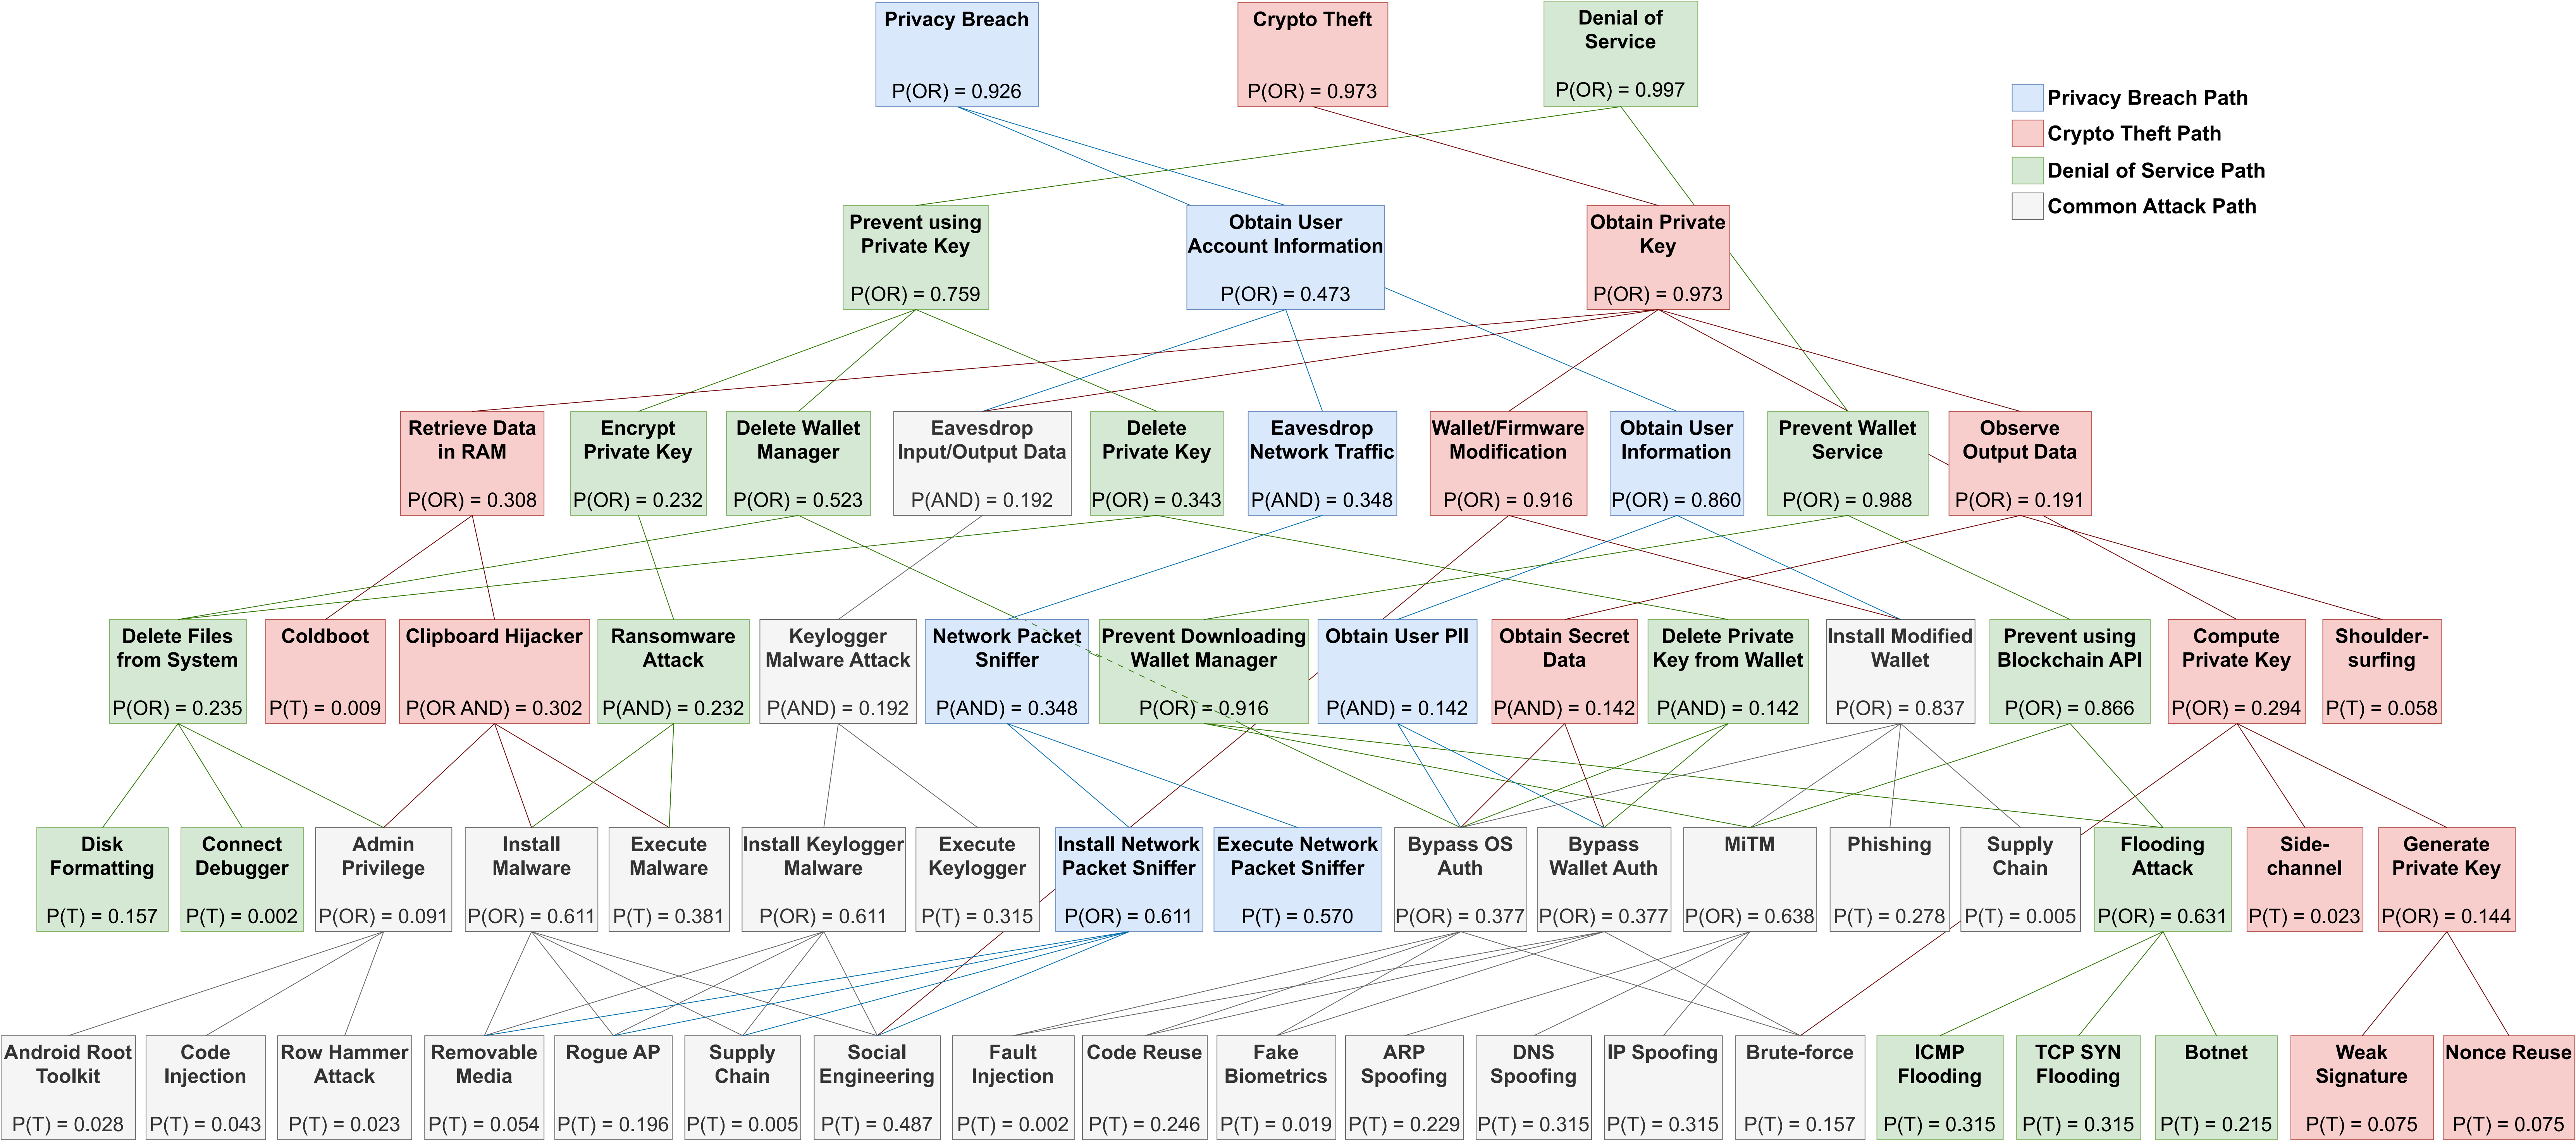 Privacy Breach
P(OR) = 0.926
Crypto Theft
P(OR) = 0.973
Denial of
Service
P(OR) = 0.997
Privacy Breach Path
Crypto Theft Path
Denial of Service Path
Common Attack Path
Prevent using
Private Key
P(OR) = 0.759
Obtain User
Account Information
P(OR) = 0.473
Obtain Private
Key
P(OR) = 0.973
Retrieve Data
in RAM
P(OR) = 0.308
Encrypt
Private Key
P(OR) = 0.232
Delete Wallet
Manager
P(OR) = 0.523
Eavesdrop
Input/Output Data
P(AND) = 0.192
Delete
Private Key
P(OR) = 0.343
Eavesdrop
Network Traffic
P(AND) = 0.348
Wallet/Firmware
Modification
P(OR) = 0.916
Obtain User
Information
P(OR) = 0.860
Prevent Wallet
Service
P(OR) = 0.988
Observe
Output Data
P(OR) = 0.191
Delete Files
from System
P(OR) = 0.235
Coldboot
P(T) = 0.009
Clipboard Hijacker
P(OR AND) = 0.302
Ransomware
Attack
P(AND) = 0.232
Keylogger
Malware Attack
P(AND) = 0.192
Network Packet
Sniffer
P(AND) = 0.348
Prevent Downloading
Wallet Manager
P(OR) = 0.916
Obtain User PII
P(AND) = 0.142
Obtain Secret
Data
P(AND) = 0.142
Delete Private
Key from Wallet
P(AND) = 0.142
Install Modified
Wallet
P(OR) = 0.837
Prevent using
Blockchain API
P(OR) = 0.866
Compute
Private Key
P(OR) = 0.294
Shoulder-
surfing
P(T) = 0.058
Disk
Formatting
P(T) = 0.157
Connect
Debugger
P(T) = 0.002
Admin
Privilege
P(OR) = 0.091
Install
Malware
P(OR) = 0.611
Execute
Malware
P(T) = 0.381
Install Keylogger
Malware
P(OR) = 0.611
Execute
Keylogger
P(T) = 0.315
Install Network
Packet Sniffer
P(OR) = 0.611
Execute Network
Packet Sniffer
P(T) = 0.570
Bypass OS
Auth
P(OR) = 0.377
Bypass
Wallet Auth
P(OR) = 0.377
MiTM
P(OR) = 0.638
Phishing
P(T) = 0.278
Supply
Chain
P(T) = 0.005
Flooding
Attack
P(OR) = 0.631
Side-
channel
P(T) = 0.023
Generate
Private Key
P(OR) = 0.144
Android Root
Toolkit
P(T) = 0.028
Code
Injection
P(T) = 0.043
Row Hammer
Attack
P(T) = 0.023
Removable
Media
P(T) = 0.054
Rogue AP
P(T) = 0.196
Supply
Chain
P(T) = 0.005
Social
Engineering
P(T) = 0.487
Fault
Injection
P(T) = 0.002
Code Reuse
P(T) = 0.246
Fake
Biometrics
P(T) = 0.019
ARP
Spoofing
P(T) = 0.229
DNS
Spoofing
P(T) = 0.315
IP Spoofing
P(T) = 0.315
Brute-force
P(T) = 0.157
ICMP
Flooding
P(T) = 0.315
TCP SYN
Flooding
P(T) = 0.315
Botnet
P(T) = 0.215
Weak
Signature
P(T) = 0.075
Nonce Reuse
P(T) = 0.075